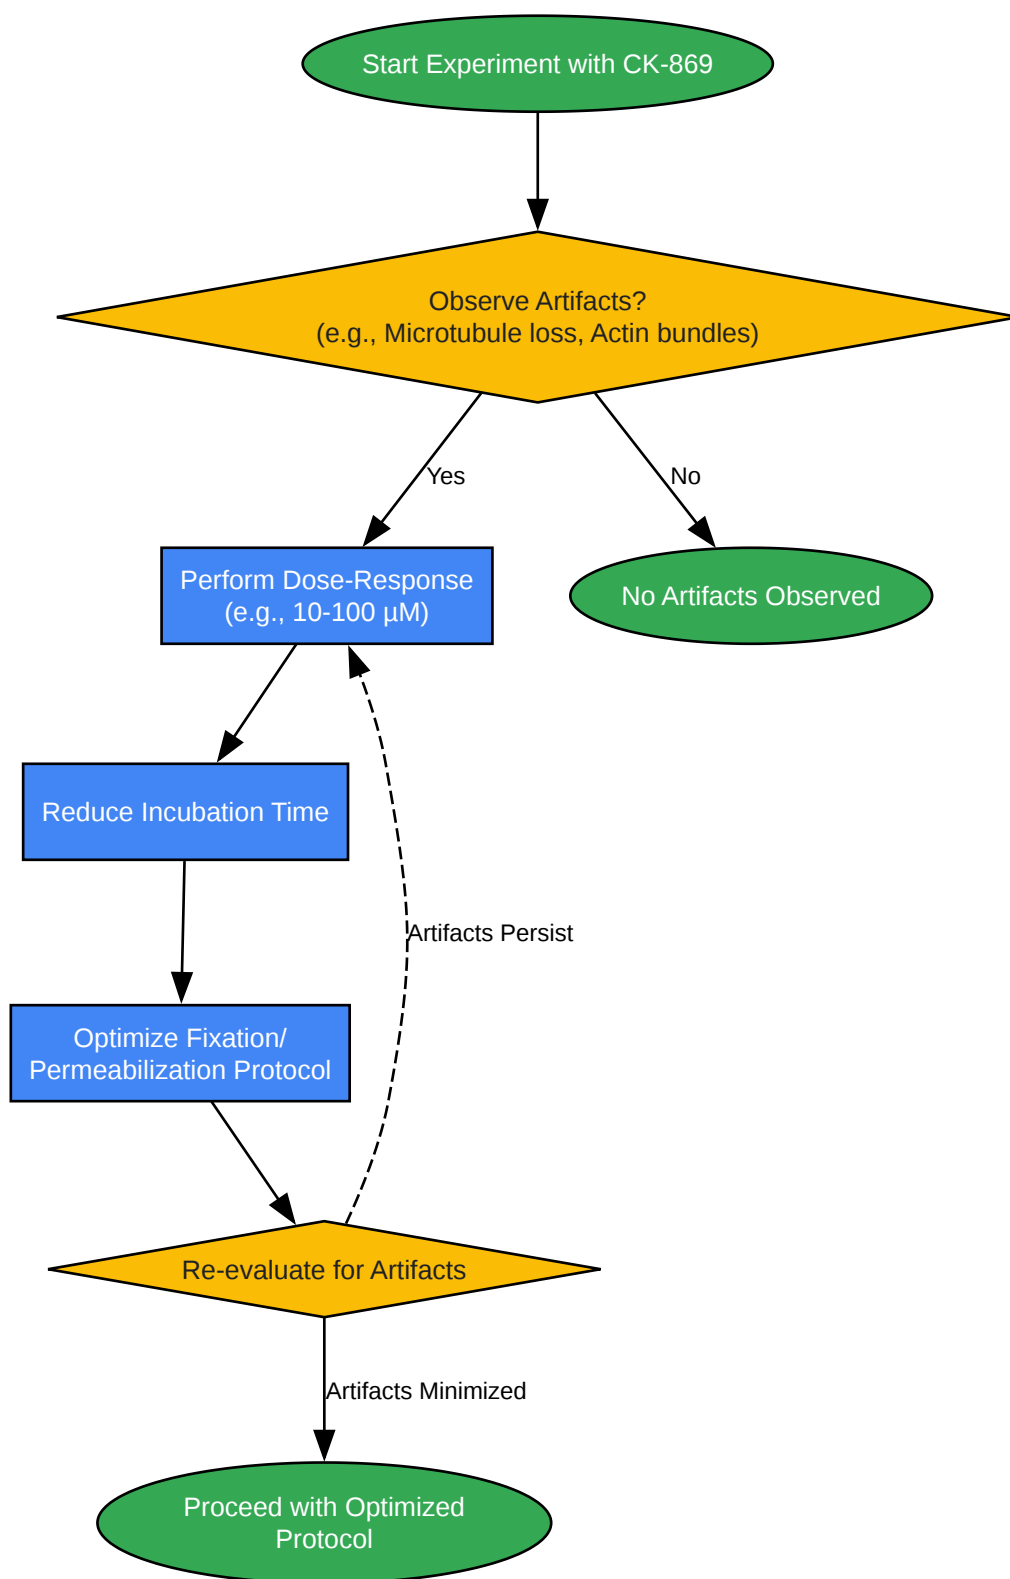 Start Experiment with CK-869
Observe Artifacts?
(e.g., Microtubule loss, Actin bundles)
Yes
No
Perform Dose-Response
(e.g., 10-100 µM)
No Artifacts Observed
Reduce Incubation Time
Artifacts Persist
Optimize Fixation/
Permeabilization Protocol
Re-evaluate for Artifacts
Artifacts Minimized
Proceed with Optimized
Protocol